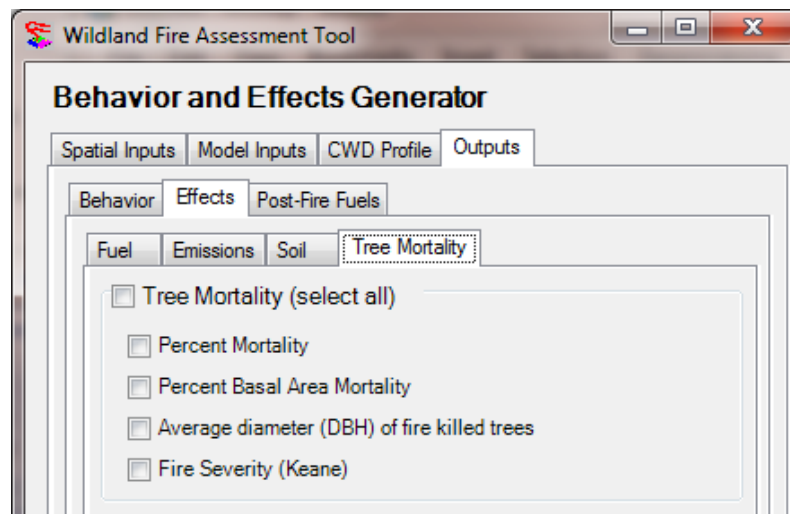 Wildland Fire Assessment Tool
Behavior and Effects Generator
Spatial Inputs Model Inputs CWD Profile Outputs
Behavior Effects Post-Fire Fuels
Fuel Emissions Soil Tree Mortality
Tree Mortality (select all)
Percent Mortality
Percent Basal Area Mortality
Average diameter (DBH) of fire killed trees
Fire Severity (Keane)